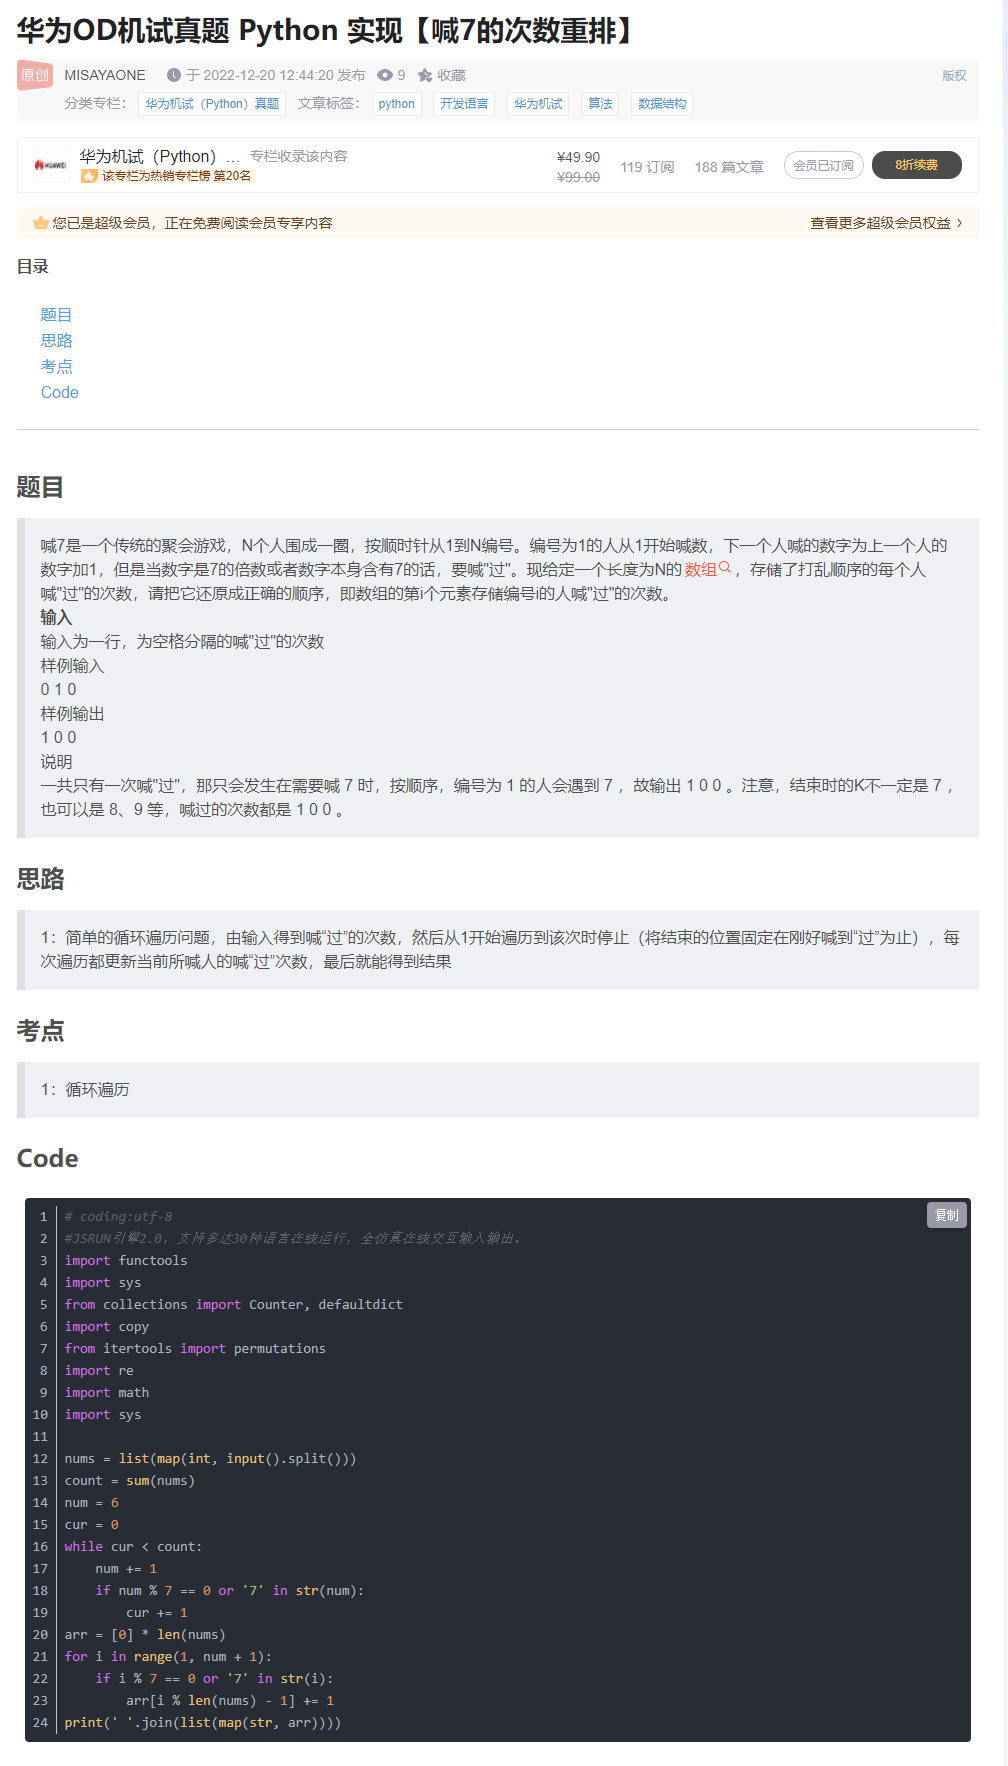 华为OD机试真题 Python 实现【喊7的次数重排】
原创 MISAYAONE 于 2022-12-20 12:44:20 发布 9 收藏 版权
分类专栏： 华为机试（Python）真题 文章标签： python 开发语言 华为机试 算法 数据结构
HUAWEI 华为机试（Python）... 专栏收录该内容 ¥49.90 119 订阅 188 篇文章 会员已订阅 8折续费
该专栏为热销专栏榜 第20名 ¥99.00
您已是超级会员，正在免费阅读会员专享内容 查看更多超级会员权益
目录
题目
思路
考点
Code
题目
喊7是一个传统的聚会游戏，N个人围成一圈，按顺时针从1到N编号。编号为1的人从1开始喊数，下一个人喊的数字为上一个人的
数字加1，但是当数字是7的倍数或者数字本身含有7的话，要喊"过"。现给定一个长度为N的 数组 ，存储了打乱顺序的每个人
喊"过"的次数，请把它还原成正确的顺序，即数组的第i个元素存储编号i的人喊"过"的次数。
输入
输入为一行，为空格分隔的喊"过"的次数
样例输入
0 1 0
样例输出
1 0 0
说明
一共只有一次喊"过"，那只会发生在需要喊 7 时，按顺序，编号为 1 的人会遇到 7 ，故输出 1 0 0 。注意，结束时的K不一定是 7 ，
也可以是 8、9 等，喊过的次数都是 1 0 0 。
思路
1：简单的循环遍历问题，由输入得到喊“过”的次数，然后从1开始遍历到该次时停止（将结束的位置固定在刚好喊到“过”为止），每
次遍历都更新当前所喊人的喊“过”次数，最后就能得到结果
考点
1：循环遍历
Code
复制
1 # coding:utf-8
2 #JSRUN引擎2.0，支持多达30种语言在线运行，全仿真在线交互输入输出。
3 import functools
4 import sys
5 from collections import Counter, defaultdict
6 import copy
7 from itertools import permutations
8 import re
9 import math
10 import sys
11
12 nums = list(map(int, input().split()))
13 count = sum(nums)
14 num = 6
15 cur = 0
16 while cur < count:
17     num += 1
18     if num % 7 == 0 or '7' in str(num):
19         cur += 1
20 arr = [0] * len(nums)
21 for i in range(1, num + 1):
22     if i % 7 == 0 or '7' in str(i):
23         arr[i % len(nums) - 1] += 1
24 print(' '.join(list(map(str, arr))))